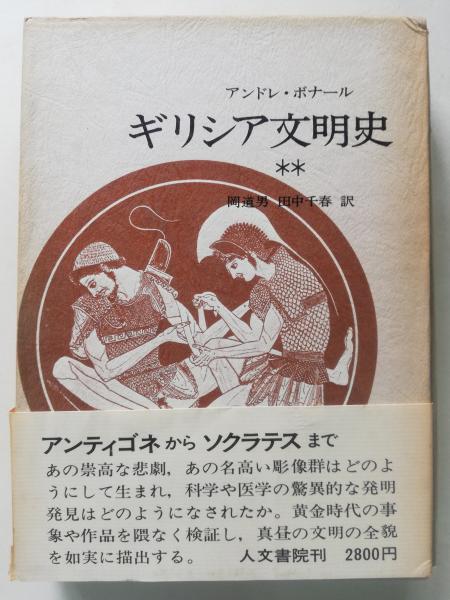 アンドレ・ボナール
ギリシア文明史
**
岡道男 田中千春 訳
アンティゴネから ソクラテスまで
あの崇高な悲劇，あの名高い彫像群はどのよ
うにして生まれ，科学や医学の驚異的な発明
発見はどのようになされたか。黄金時代の事
象や作品を隈なく検証し，真昼の文明の全貌
を如実に描出する。 人文書院刊 2800円